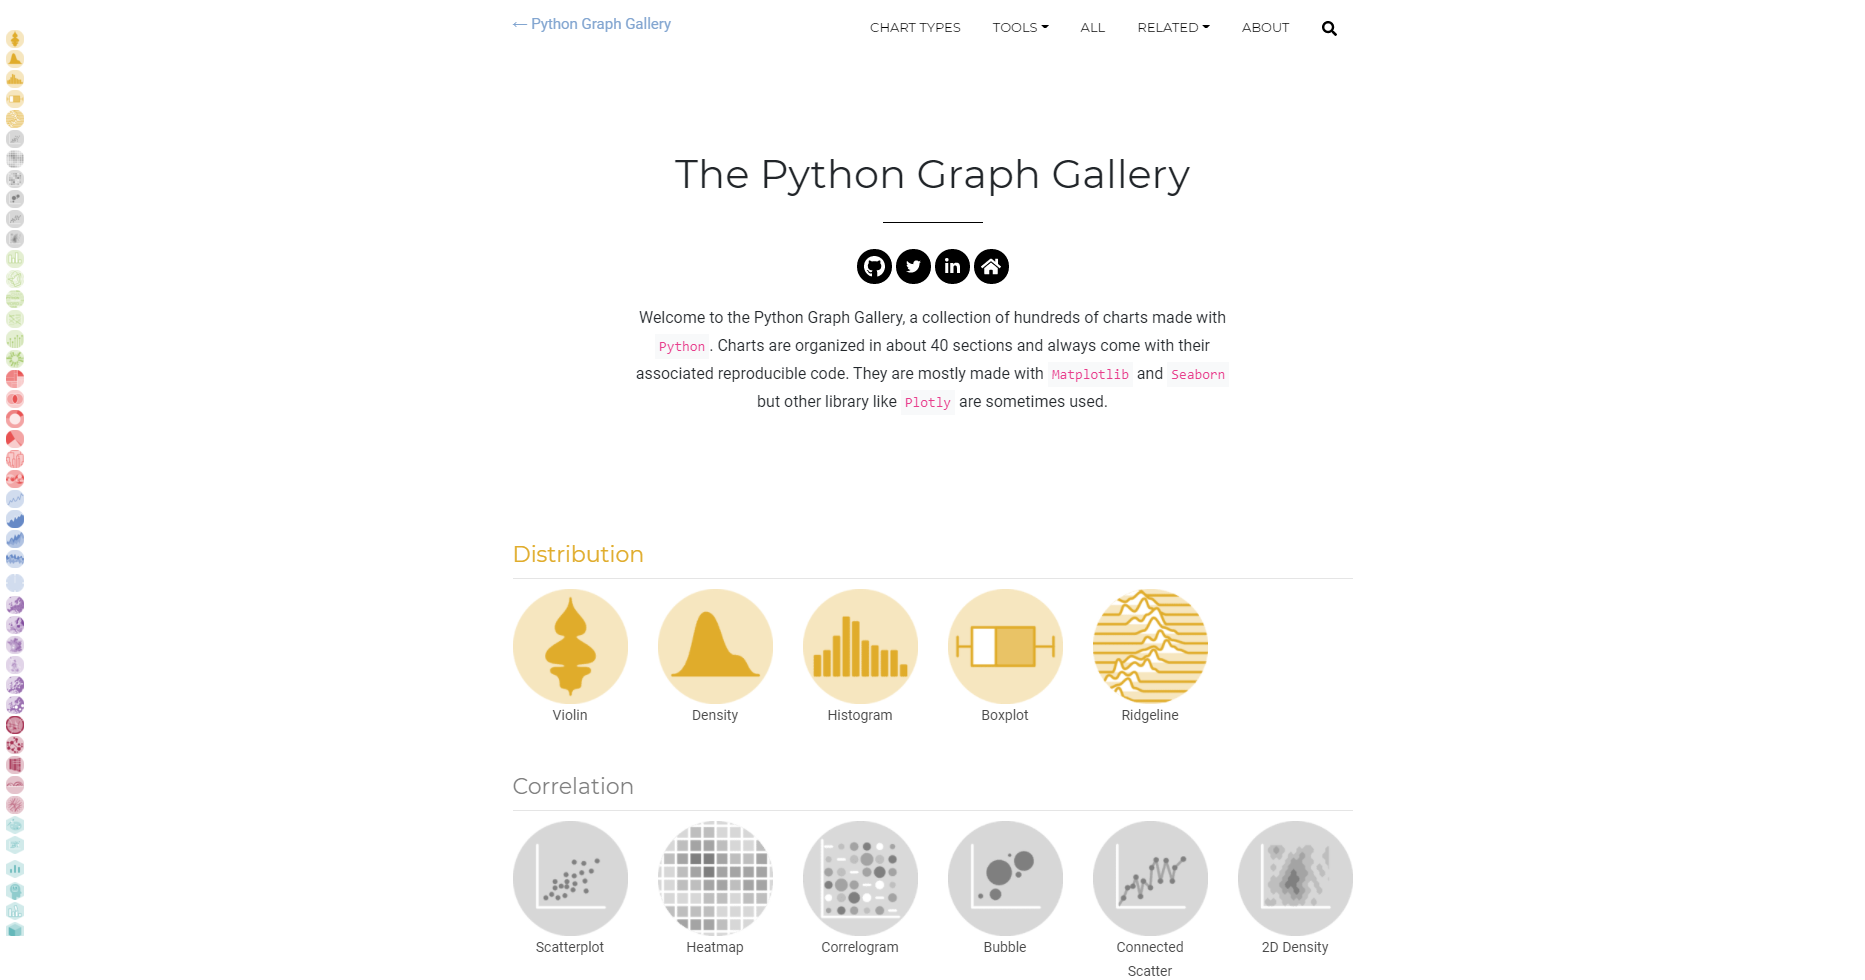 ← Python Graph Gallery
CHART TYPES TOOLS ALL RELATED ABOUT
The Python Graph Gallery
in
Welcome to the Python Graph Gallery, a collection of hundreds of charts made with
Python. Charts are organized in about 40 sections and always come with their
associated reproducible code. They are mostly made with Matplotlib and Seaborn
but other library like Plotly are sometimes used.
Distribution
Violin Density Histogram Boxplot Ridgeline
Correlation
Scatterplot Heatmap Correlogram Bubble Connected 2D Density
Scatter